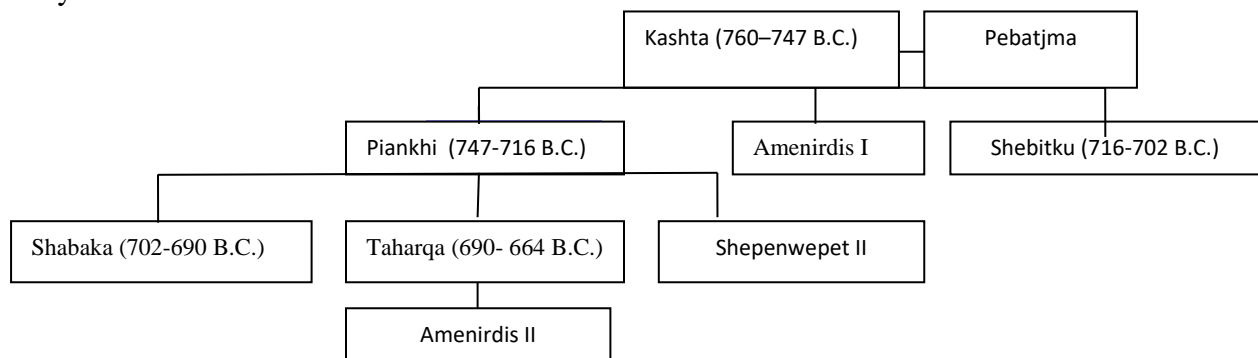 Kashta (760–747 B.C.)
Pebatjma
Piankhi (747-716 B.C.)
Amenirdis I
Shebitku (716-702 B.C.)
Shabaka (702-690 B.C.)
Taharqa (690- 664 B.C.)
Shepenwepet II
Amenirdis II